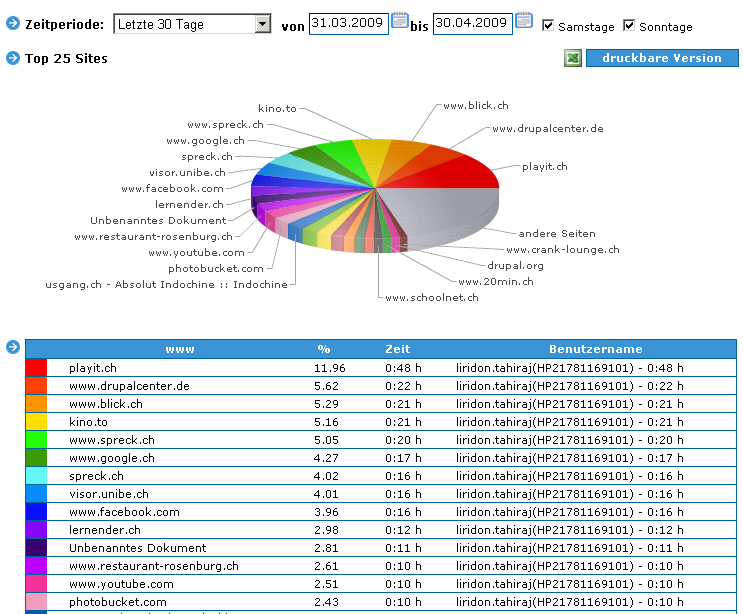 Zeitperiode: Letzte 30 Tage von 31.03.2009 bis 30.04.2009 Samstage Sonntage
Top 25 Sites druckbare Version
kino.to
www.blick.ch
www.spreck.ch
www.drupalcenter.de
www.google.ch
spreck.ch
playit.ch
visor.unibe.ch
www.facebook.com
lernender.ch
Unbenanntes Dokument
andere Seiten
www.restaurant-rosenburg.ch
www.crank-lounge.ch
www.youtube.com
drupal.org
photobucket.com
www.20min.ch
usgang.ch - Absolut Indochine :: Indochine
www.schoolnet.ch
www % Zeit Benutzername
playit.ch 11.96 0:48 h liridon.tahiraj(HP21781169101) - 0:48 h
www.drupalcenter.de 5.62 0:22 h liridon.tahiraj(HP21781169101) - 0:22 h
www.blick.ch 5.29 0:21 h liridon.tahiraj(HP21781169101) - 0:21 h
kino.to 5.16 0:21 h liridon.tahiraj(HP21781169101) - 0:21 h
www.spreck.ch 5.05 0:20 h liridon.tahiraj(HP21781169101) - 0:20 h
www.google.ch 4.27 0:17 h liridon.tahiraj(HP21781169101) - 0:17 h
spreck.ch 4.02 0:16 h liridon.tahiraj(HP21781169101) - 0:16 h
visor.unibe.ch 4.01 0:16 h liridon.tahiraj(HP21781169101) - 0:16 h
www.facebook.com 3.96 0:16 h liridon.tahiraj(HP21781169101) - 0:16 h
lernender.ch 2.98 0:12 h liridon.tahiraj(HP21781169101) - 0:12 h
Unbenanntes Dokument 2.81 0:11 h liridon.tahiraj(HP21781169101) - 0:11 h
www.restaurant-rosenburg.ch 2.61 0:10 h liridon.tahiraj(HP21781169101) - 0:10 h
www.youtube.com 2.51 0:10 h liridon.tahiraj(HP21781169101) - 0:10 h
photobucket.com 2.43 0:10 h liridon.tahiraj(HP21781169101) - 0:10 h